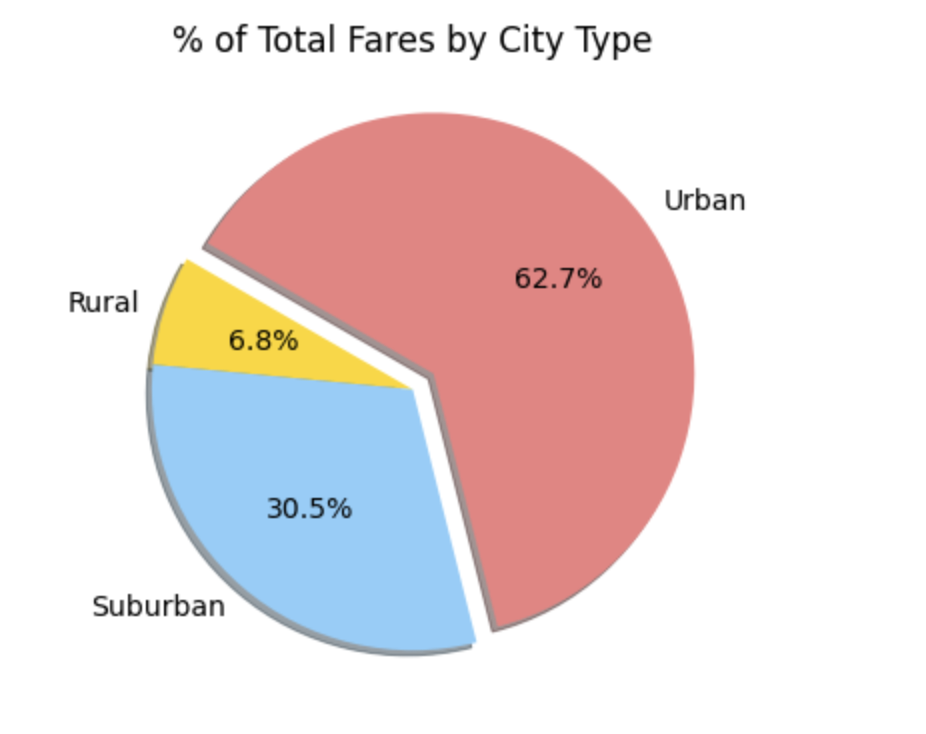 % of Total Fares by City Type
Urban
62.7%
Rural
6.8%
30.5%
Suburban